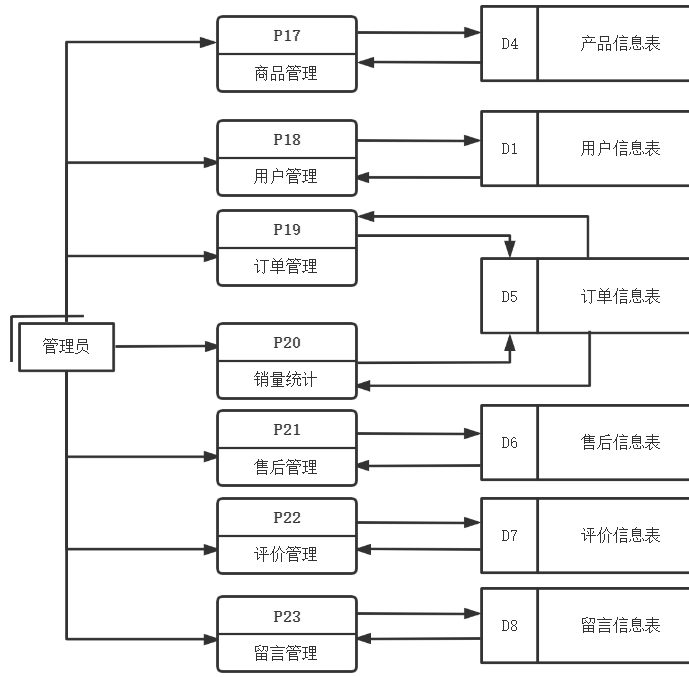 P17
商品管理
D4
产品信息表
P18
用户管理
D1
用户信息表
P19
订单管理
D5
订单信息表
管理员
P20
销量统计
P21
售后管理
D6
售后信息表
P22
评价管理
D7
评价信息表
P23
留言管理
D8
留言信息表